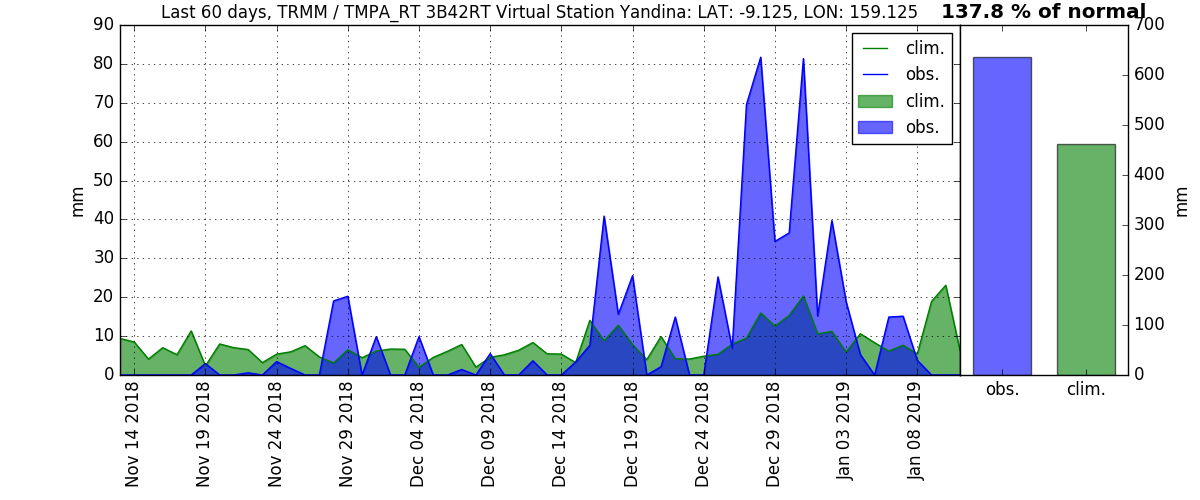 Last 60 days, TRMM / TMPA_RT 3B42RT Virtual Station Yandina: LAT: -9.125, LON: 159.125
137.8 % of normal
90
80
70
60
50
40
30
20
10
0
mm
clim.
obs.
clim.
obs.
Nov 14 2018
Nov 19 2018
Nov 24 2018
Nov 29 2018
Dec 04 2018
Dec 09 2018
Dec 14 2018
Dec 19 2018
Dec 24 2018
Dec 29 2018
Jan 03 2019
Jan 08 2019
700
600
500
400
300
200
100
0
mm
obs.
clim.